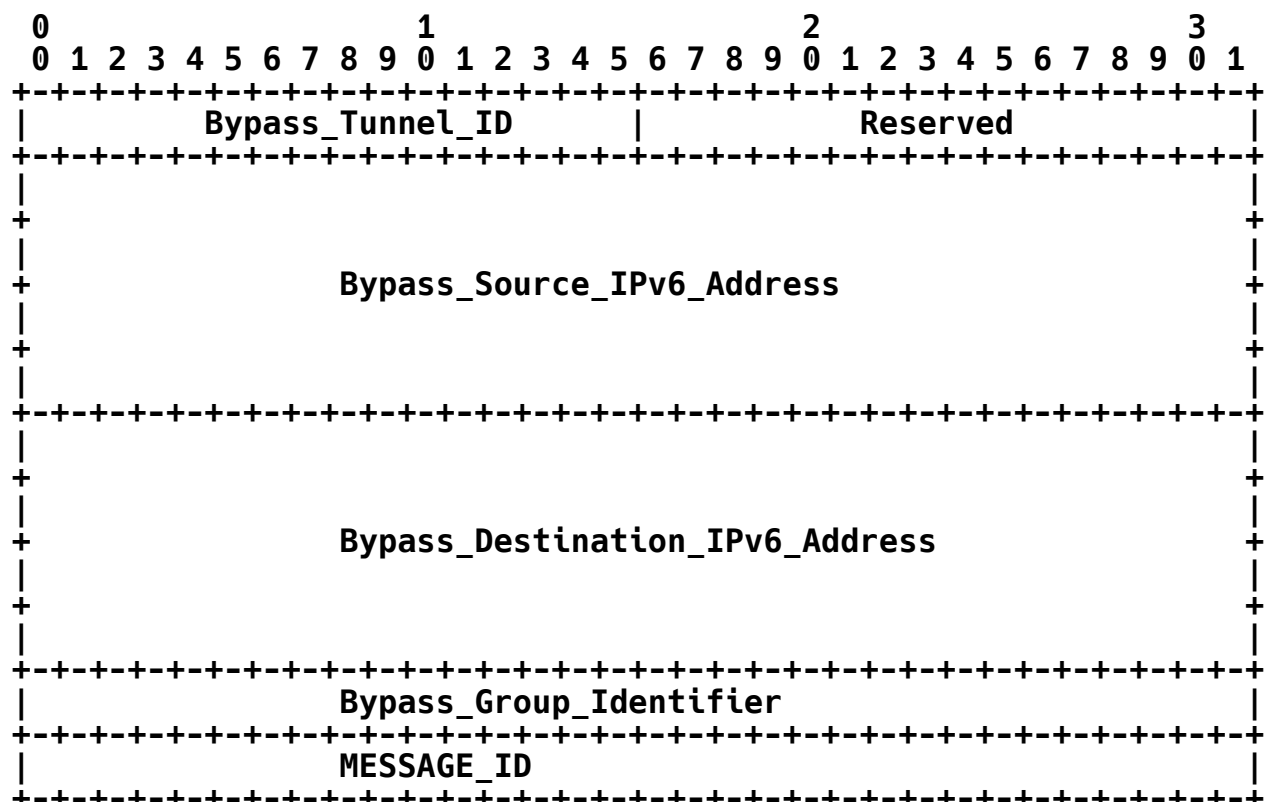 0                   1                   2                   3
 0 1 2 3 4 5 6 7 8 9 0 1 2 3 4 5 6 7 8 9 0 1 2 3 4 5 6 7 8 9 0 1
+-+-+-+-+-+-+-+-+-+-+-+-+-+-+-+-+-+-+-+-+-+-+-+-+-+-+-+-+-+-+-+-+
|         Bypass_Tunnel_ID      |           Reserved            |
+-+-+-+-+-+-+-+-+-+-+-+-+-+-+-+-+-+-+-+-+-+-+-+-+-+-+-+-+-+-+-+-+
|                                                               |
+                                                               +
|                                                               |
+                Bypass_Source_IPv6_Address                     +
|                                                               |
+                                                               +
|                                                               |
+-+-+-+-+-+-+-+-+-+-+-+-+-+-+-+-+-+-+-+-+-+-+-+-+-+-+-+-+-+-+-+-+
|                                                               |
+                                                               +
|                                                               |
+                Bypass_Destination_IPv6_Address                +
|                                                               |
+                                                               +
|                                                               |
+-+-+-+-+-+-+-+-+-+-+-+-+-+-+-+-+-+-+-+-+-+-+-+-+-+-+-+-+-+-+-+-+
|                Bypass_Group_Identifier                        |
+-+-+-+-+-+-+-+-+-+-+-+-+-+-+-+-+-+-+-+-+-+-+-+-+-+-+-+-+-+-+-+-+
|                MESSAGE_ID                                     |
+-+-+-+-+-+-+-+-+-+-+-+-+-+-+-+-+-+-+-+-+-+-+-+-+-+-+-+-+-+-+-+-+